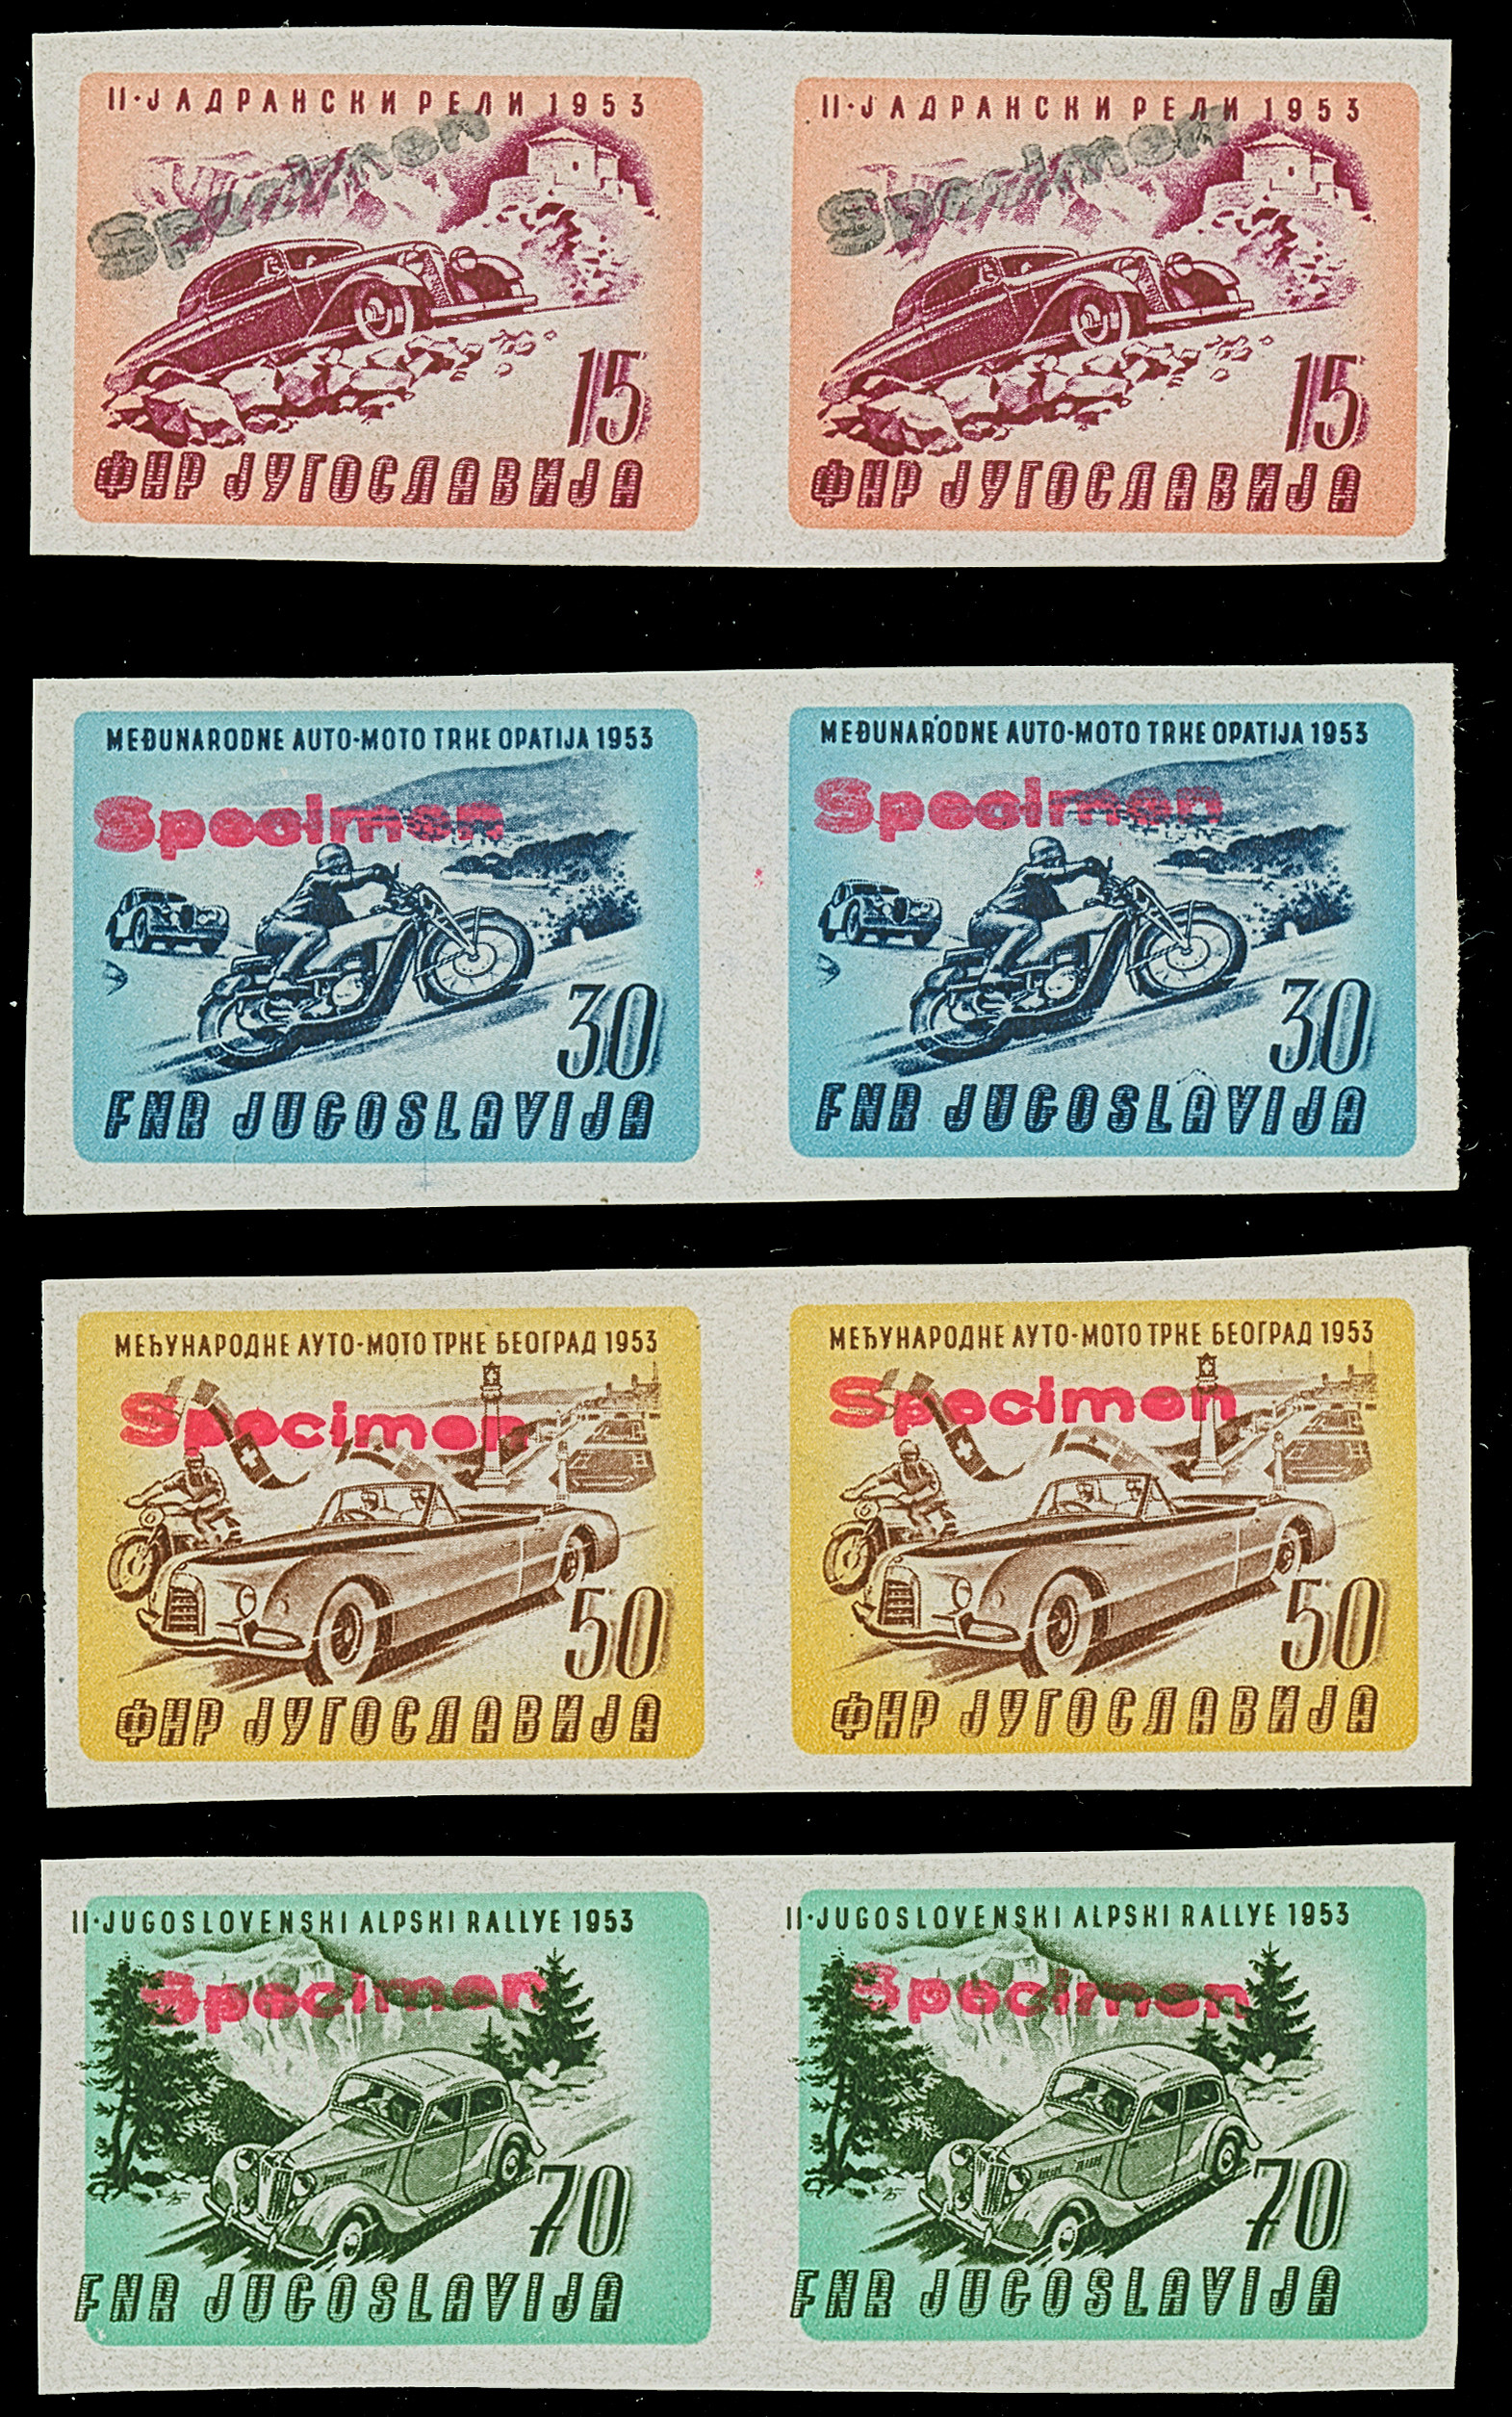 II·ЈАДРАНСКИ РЕЛИ 1953
Specimen
15
ФНР ЈУГОСЛАВИЈА
II·ЈАДРАНСКИ РЕЛИ 1953
Specimen
15
ФНР ЈУГОСЛАВИЈА
MEĐUNARODNE AUTO-MOTO TRKE OPATIJA 1953
Specimen
30
FNR JUGOSLAVIJA
MEĐUNARODNE AUTO-MOTO TRKE OPATIJA 1953
Specimen
30
FNR JUGOSLAVIJA
МЕЂУНАРОДНЕ АУТО-МОТО ТРКЕ БЕОГРАД 1953
Specimen
50
ФНР ЈУГОСЛАВИЈА
МЕЂУНАРОДНЕ АУТО-МОТО ТРКЕ БЕОГРАД 1953
Specimen
50
ФНР ЈУГОСЛАВИЈА
II·JUGOSLOVENSKI ALPSKI RALLYE 1953
Specimen
70
FNR JUGOSLAVIJA
II·JUGOSLOVENSKI ALPSKI RALLYE 1953
Specimen
70
FNR JUGOSLAVIJA